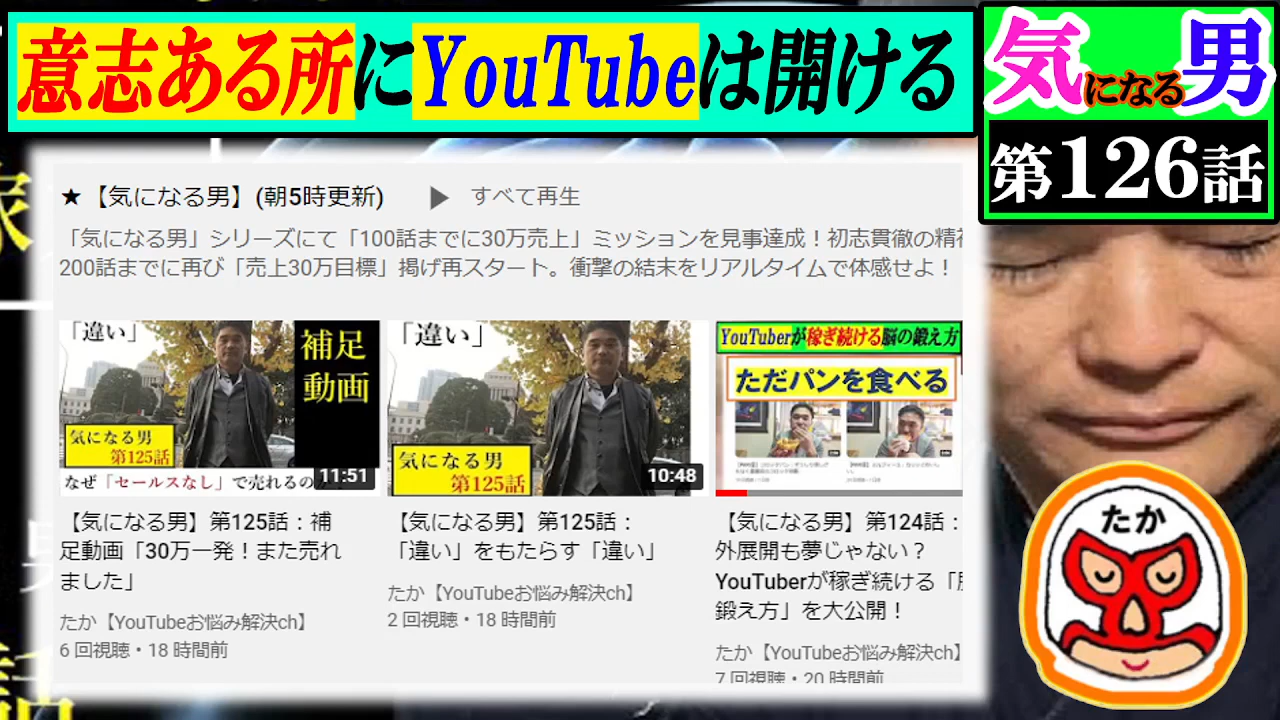 意志ある所にYouTubeは開ける
気になる男
第126話
★【気になる男】(朝5時更新)
すべて再生
「気になる男」シリーズにて「100話までに30万売上」ミッションを見事達成！初志貫徹の精
200話までに再び「売上30万目標」掲げ再スタート。衝撃の結末をリアルタイムで体感せよ！
「違い」
補足
動画
気になる男
第125話
11:51
なぜ「セールスなし」で売れるの
「違い」
気になる男
第125話
10:48
YouTuberが稼ぎ続ける脳の鍛え方
ただパンを食べる
【気になる男】第125話：補
足動画「30万一発！また売れ
ました」
たか【YouTubeお悩み解決ch】
6 回視聴・18 時間前
【気になる男】第125話：
「違い」をもたらす「違い」
たか【YouTubeお悩み解決ch】
2 回視聴・18 時間前
【気になる男】第124話：
外展開も夢じゃない？
YouTuberが稼ぎ続ける「
鍛え方」を大公開！
たか【YouTubeお悩み解決ch】
7 回視聴・20 時間前
たか